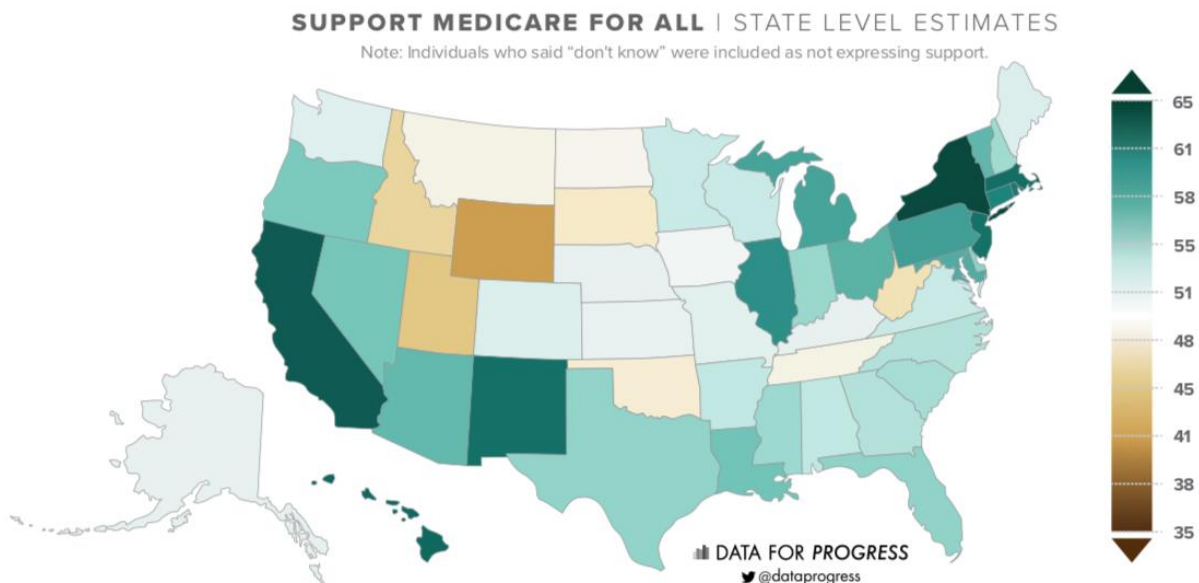 SUPPORT MEDICARE FOR ALL | STATE LEVEL ESTIMATES
Note: Individuals who said "don't know" were included as not expressing support.
65
61
58
55
51
48
45
41
38
35
DATA FOR PROGRESS
@dataprogress